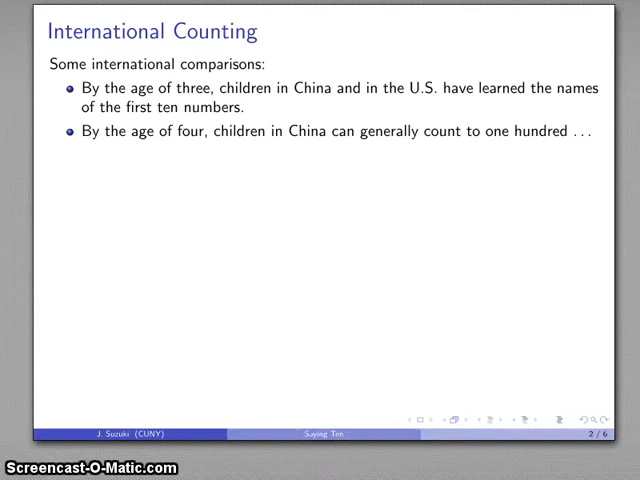 International Counting
Some international comparisons:
By the age of three, children in China and in the U.S. have learned the names
of the first ten numbers.
By the age of four, children in China can generally count to one hundred ...
J. Suzuki (CUNY)
Saying Ten
2 / 6
Screencast-O-Matic.com